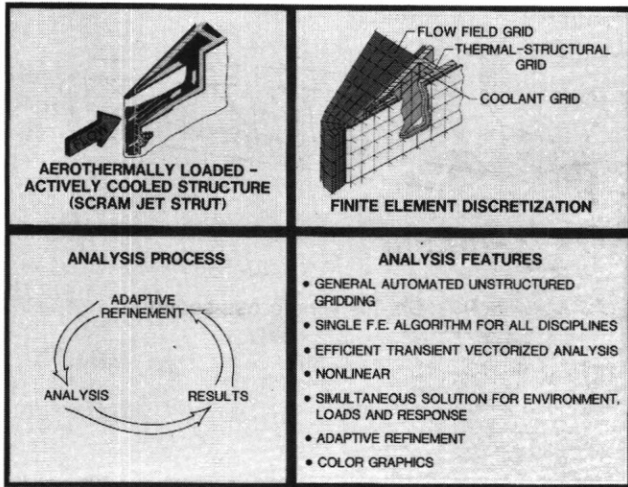 FLOW
AEROTHERMALLY LOADED -
ACTIVELY COOLED STRUCTURE
(SCRAM JET STRUT)
FLOW FIELD GRID
THERMAL-STRUCTURAL
GRID
COOLANT GRID
FINITE ELEMENT DISCRETIZATION
ANALYSIS PROCESS
ADAPTIVE
REFINEMENT
ANALYSIS
RESULTS
ANALYSIS FEATURES
• GENERAL AUTOMATED UNSTRUCTURED
GRIDDING
• SINGLE F.E. ALGORITHM FOR ALL DISCIPLINES
• EFFICIENT TRANSIENT VECTORIZED ANALYSIS
• NONLINEAR
• SIMULTANEOUS SOLUTION FOR ENVIRONMENT,
LOADS AND RESPONSE
• ADAPTIVE REFINEMENT
• COLOR GRAPHICS